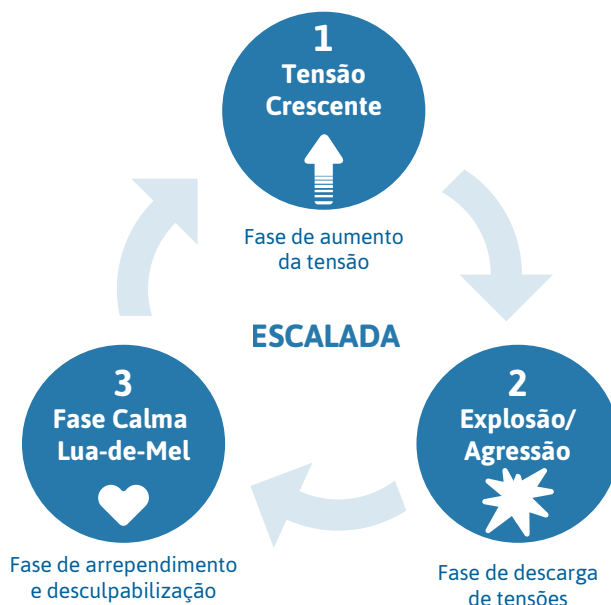 1
Tensão
Crescente
Fase de aumento
da tensão
ESCALADA
2
Explosão/
Agressão
Fase de descarga
de tensões
3
Fase Calma
Lua-de-Mel
Fase de arrependimento
e desculpabilização